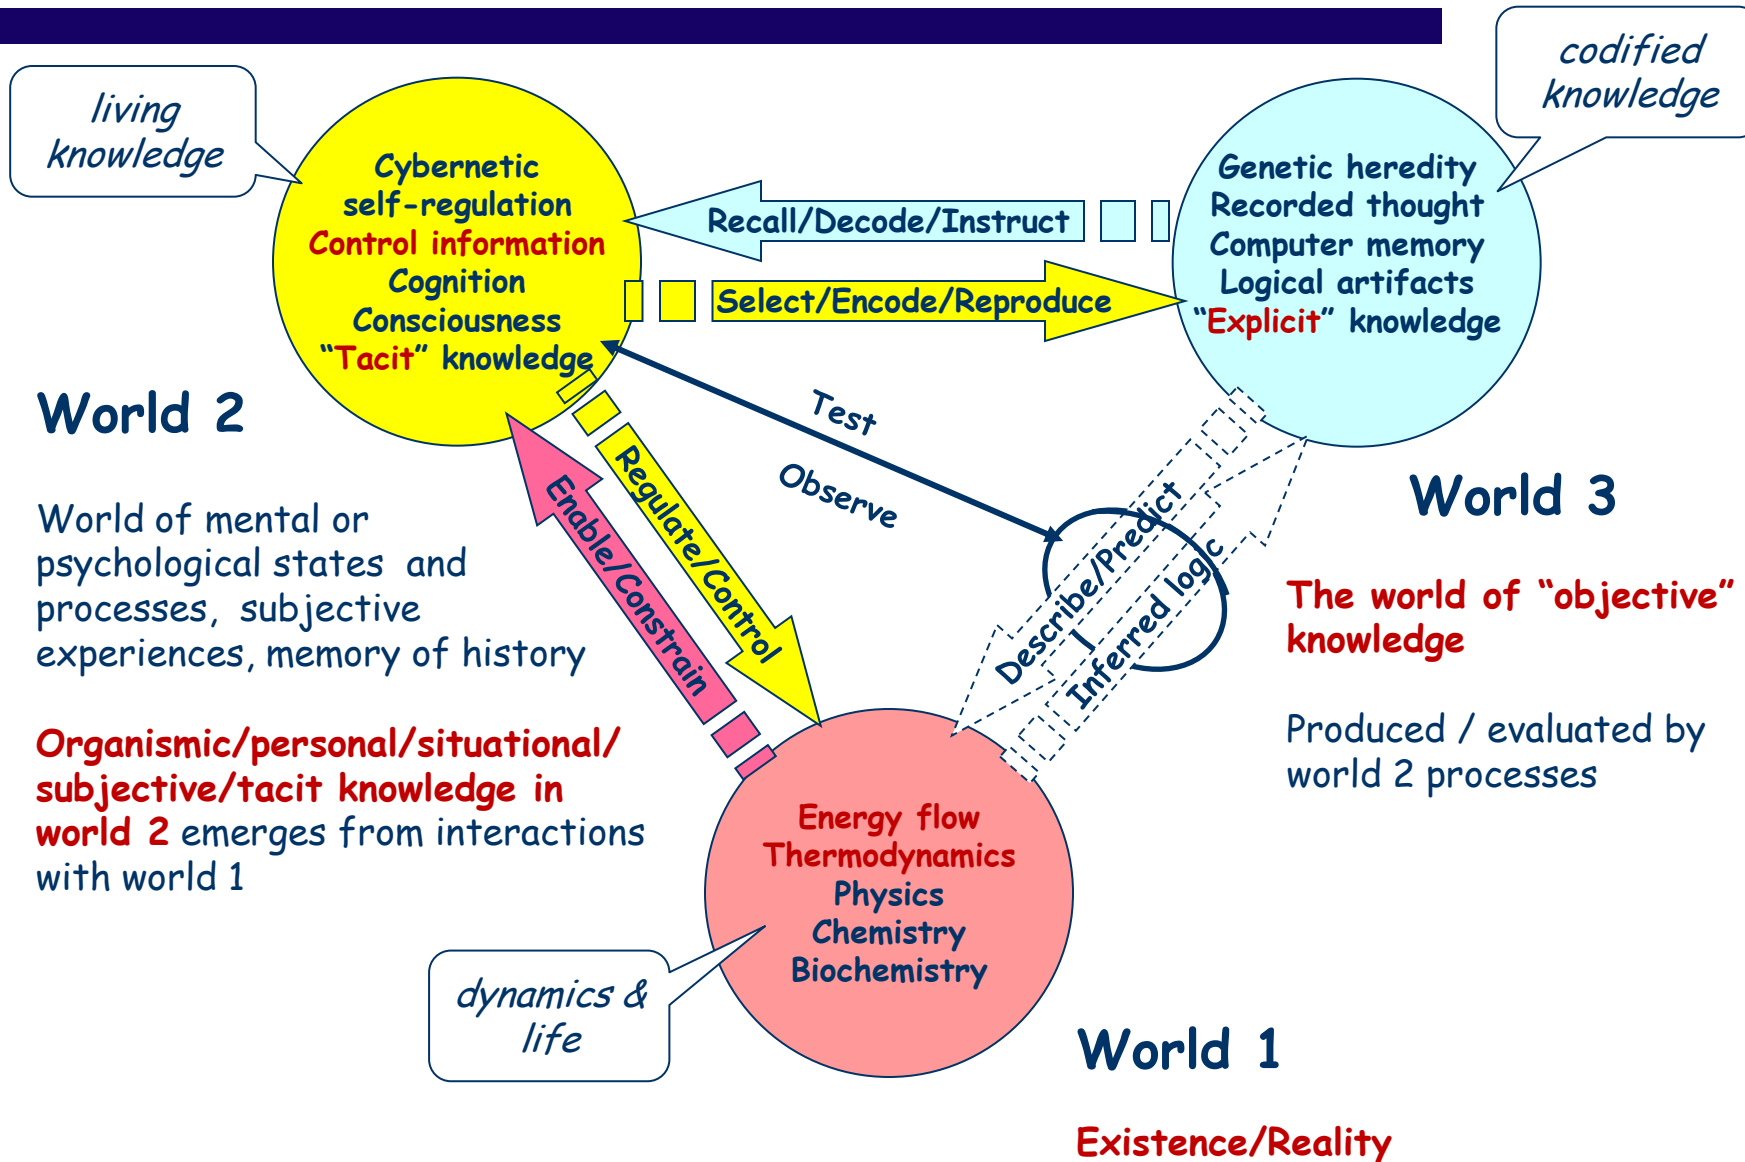 living
knowledge
codified
knowledge
Cybernetic
self-regulation
Control information
Cognition
Consciousness
“Tacit” knowledge
Recall/Decode/Instruct
Select/Encode/Reproduce
Genetic heredity
Recorded thought
Computer memory
Logical artifacts
“Explicit” knowledge
World 2
World of mental or
psychological states and
processes, subjective
experiences, memory of history
Organismic/personal/situational/
subjective/tacit knowledge in
world 2 emerges from interactions
with world 1
Enable/Constrain
Regulate/Control
Test
Observe
Describe/Predict
Inferred logic
World 3
The world of “objective”
knowledge
Produced / evaluated by
world 2 processes
Energy flow
Thermodynamics
Physics
Chemistry
Biochemistry
dynamics &
life
World 1
Existence/Reality